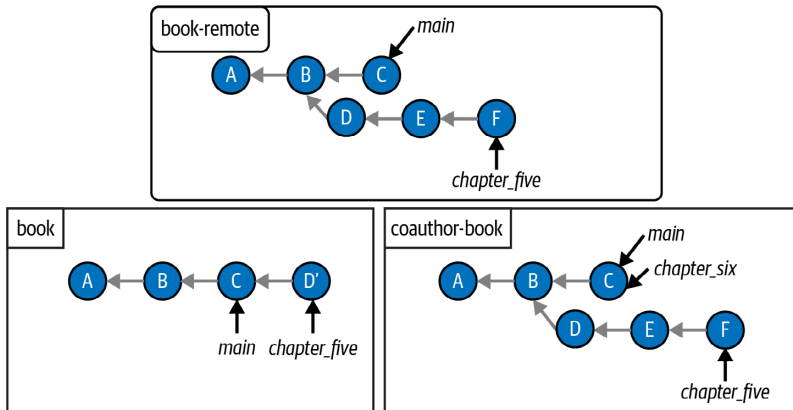 book-remote
main
A B C
D E F
chapter_five
book
A B C D′
main chapter_five
coauthor-book
main
chapter_six
A B C
D E F
chapter_five